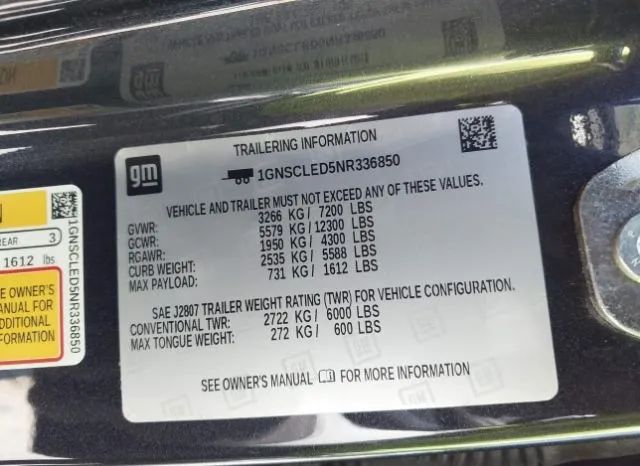 TRAILERING INFORMATION
gm
1GNSCLED5NR336850
VEHICLE AND TRAILER MUST NOT EXCEED ANY OF THESE VALUES.
GVWR: 3266 KG/ 7200 LBS
GCWR: 5579 KG/ 12300 LBS
RGAWR: 1950 KG/ 4300 LBS
CURB WEIGHT: 2535 KG/ 5588 LBS
MAX PAYLOAD: 731 KG/ 1612 LBS
SAE J2807 TRAILER WEIGHT RATING (TWR) FOR VEHICLE CONFIGURATION.
CONVENTIONAL TWR: 2722 KG/ 6000 LBS
MAX TONGUE WEIGHT: 272 KG/ 600 LBS
SEE OWNER'S MANUAL FOR MORE INFORMATION
REAR 3
1612 lbs
OWNER'S
MANUAL FOR
INFORMATION
1GNSCLED5NR336850